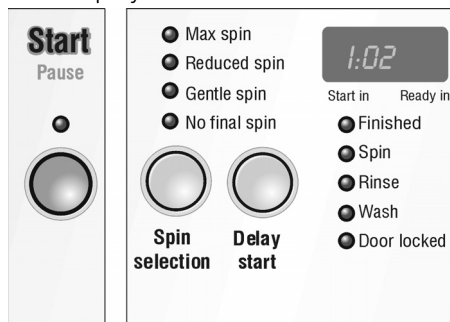 Start
Pause
Max spin
Reduced spin
Gentle spin
No final spin
Spin
selection
Delay
start
1:02
Start in Ready in
Finished
Spin
Rinse
Wash
Door locked